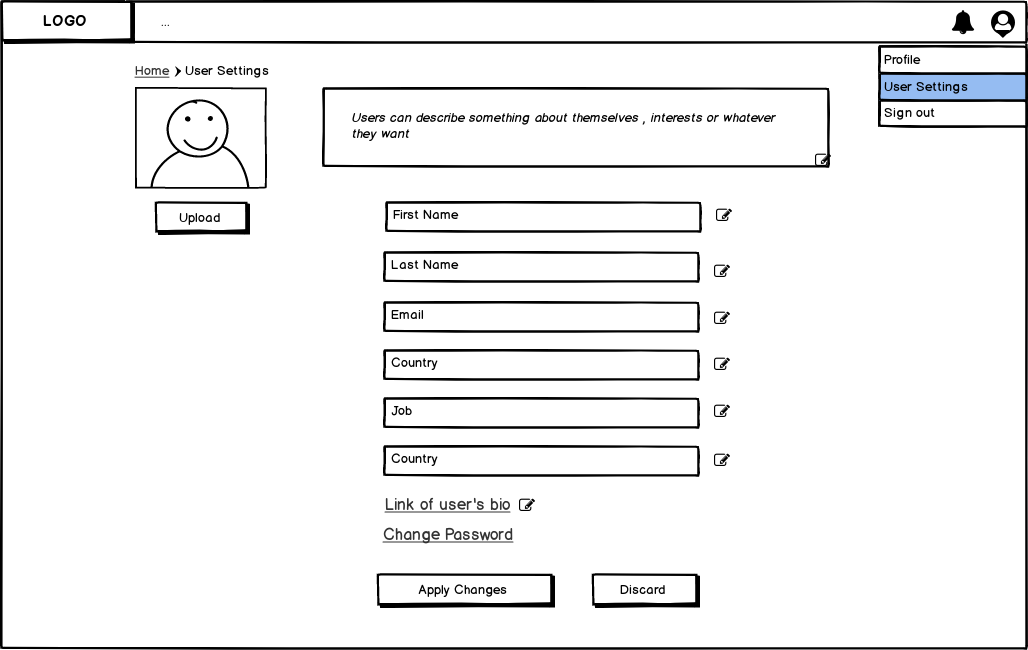 LOGO
...
Profile
User Settings
Sign out
Home
User Settings
Users can describe something about themselves , interests or whatever
they want
Upload
First Name
Last Name
Email
Country
Job
Country
Link of user's bio
Change Password
Apply Changes
Discard